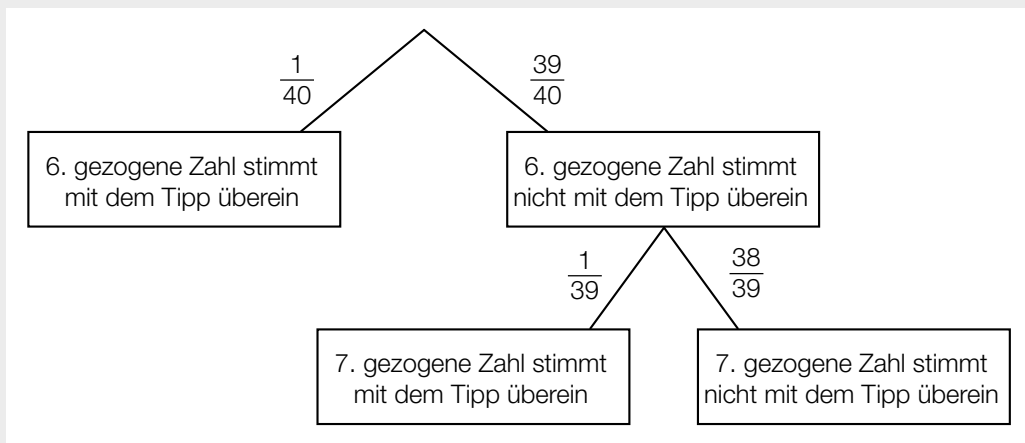 1
40
39
40
6. gezogene Zahl stimmt
mit dem Tipp überein
6. gezogene Zahl stimmt
nicht mit dem Tipp überein
1
39
38
39
7. gezogene Zahl stimmt
mit dem Tipp überein
7. gezogene Zahl stimmt
nicht mit dem Tipp überein